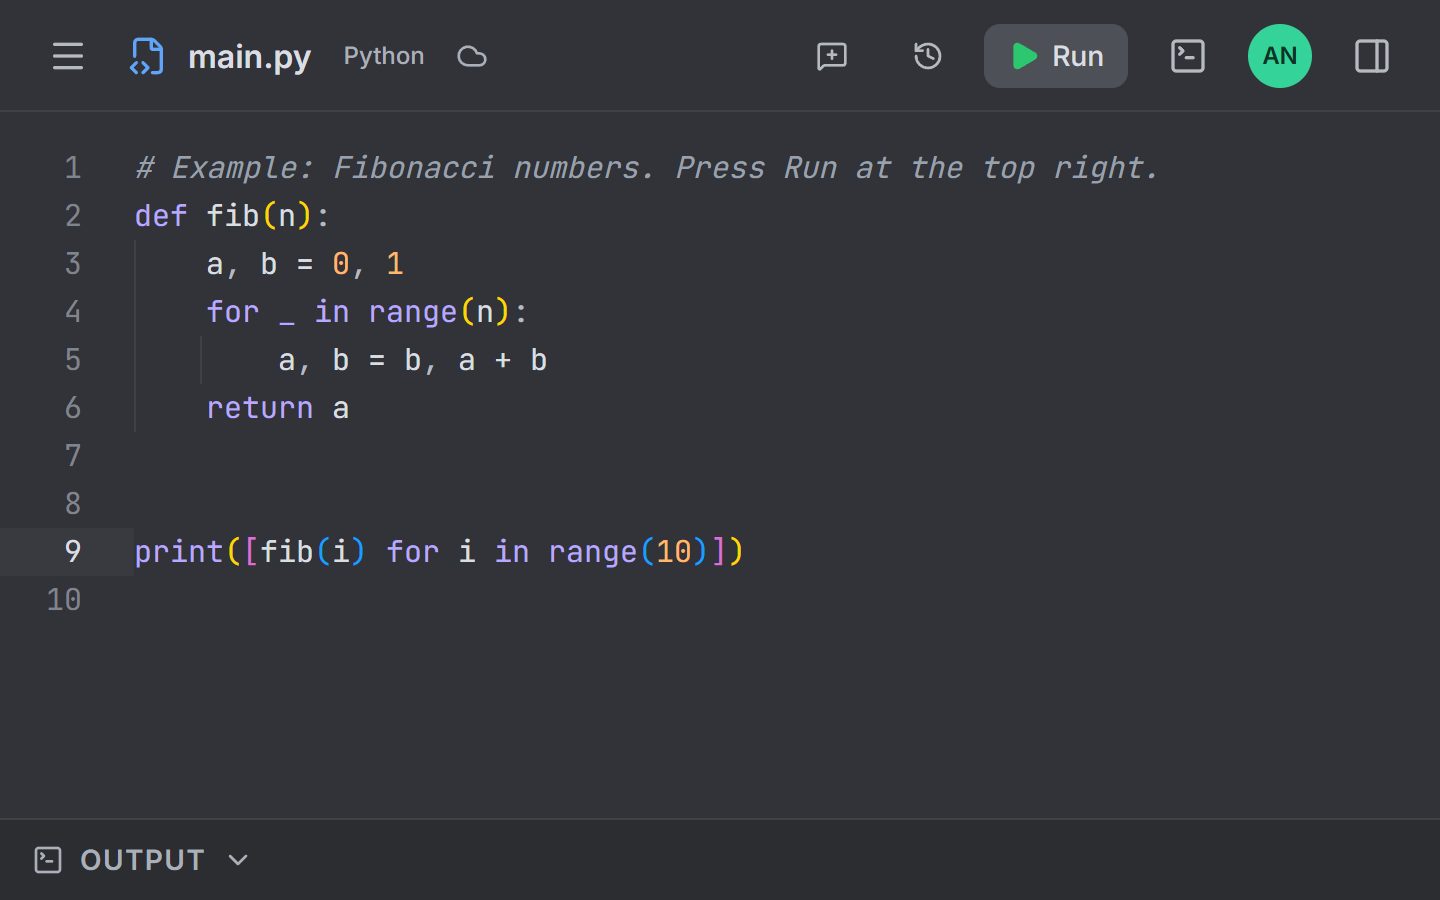 main.py Python Run AN
1 # Example: Fibonacci numbers. Press Run at the top right.
2 def fib(n):
3     a, b = 0, 1
4     for _ in range(n):
5         a, b = b, a + b
6     return a
7
8
9 print([fib(i) for i in range(10)])
10
OUTPUT